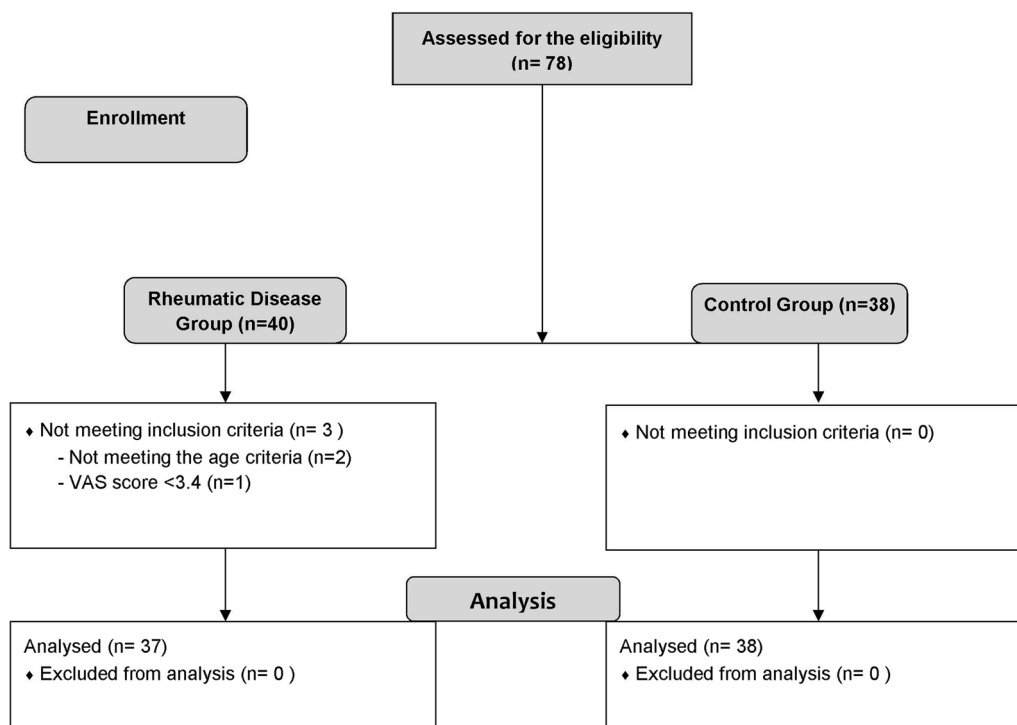 Assessed for the eligibility
(n= 78)
Enrollment
Rheumatic Disease
Group (n=40)
Control Group (n=38)
♦ Not meeting inclusion criteria (n= 3 )
- Not meeting the age criteria (n=2)
- VAS score <3.4 (n=1)
♦ Not meeting inclusion criteria (n= 0)
Analysis
Analysed (n= 37)
♦ Excluded from analysis (n= 0 )
Analysed (n= 38)
♦ Excluded from analysis (n= 0 )